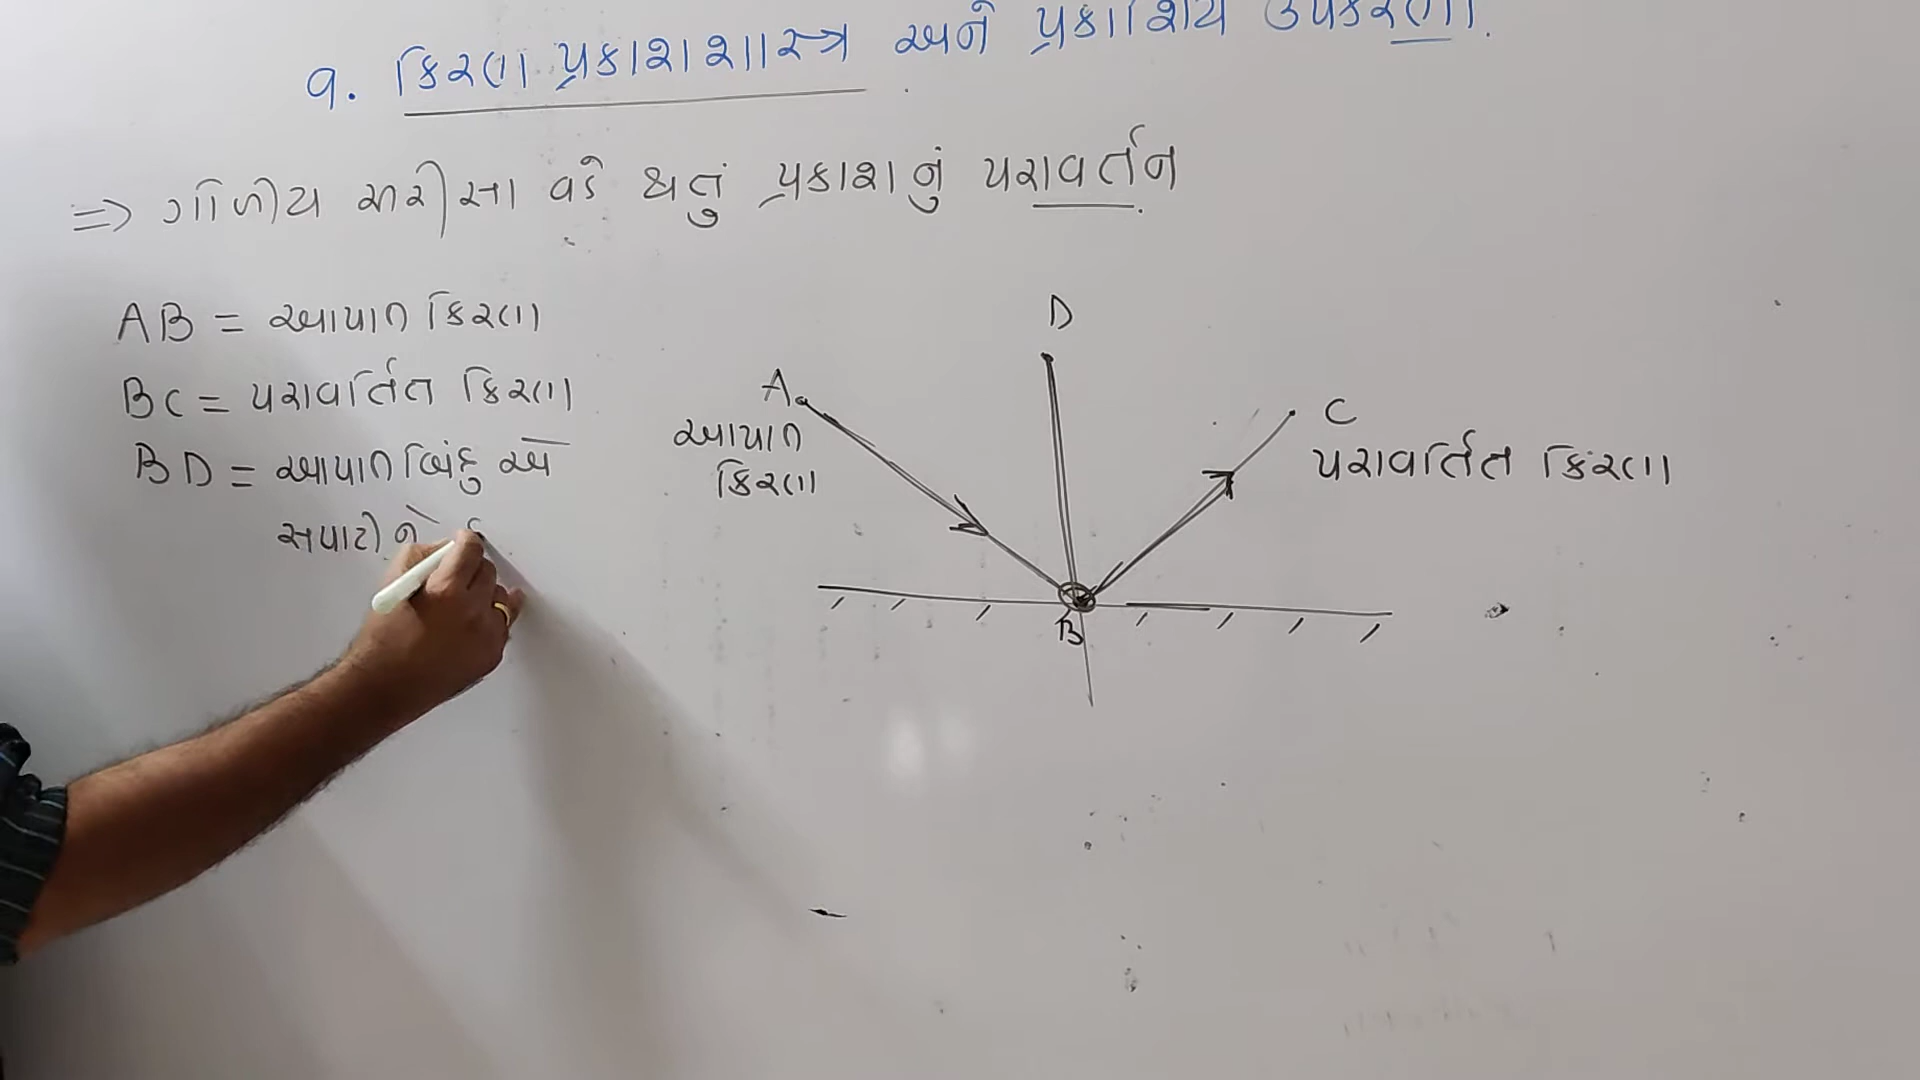 ૧. કિરણ પ્રકાશશાસ્ત્ર અને પ્રકાશિય ઉપકરણો.
⇒ ગોળીય અરીસા વડે થતું પ્રકાશનું પરાવર્તન.
AB = આપાત કિરણ
BC = પરાવર્તિત કિરણ
BD = આપાત બિંદુ એ
સપાટીને
D
A
આપાત
કિરણ
C
પરાવર્તિત કિરણ
B